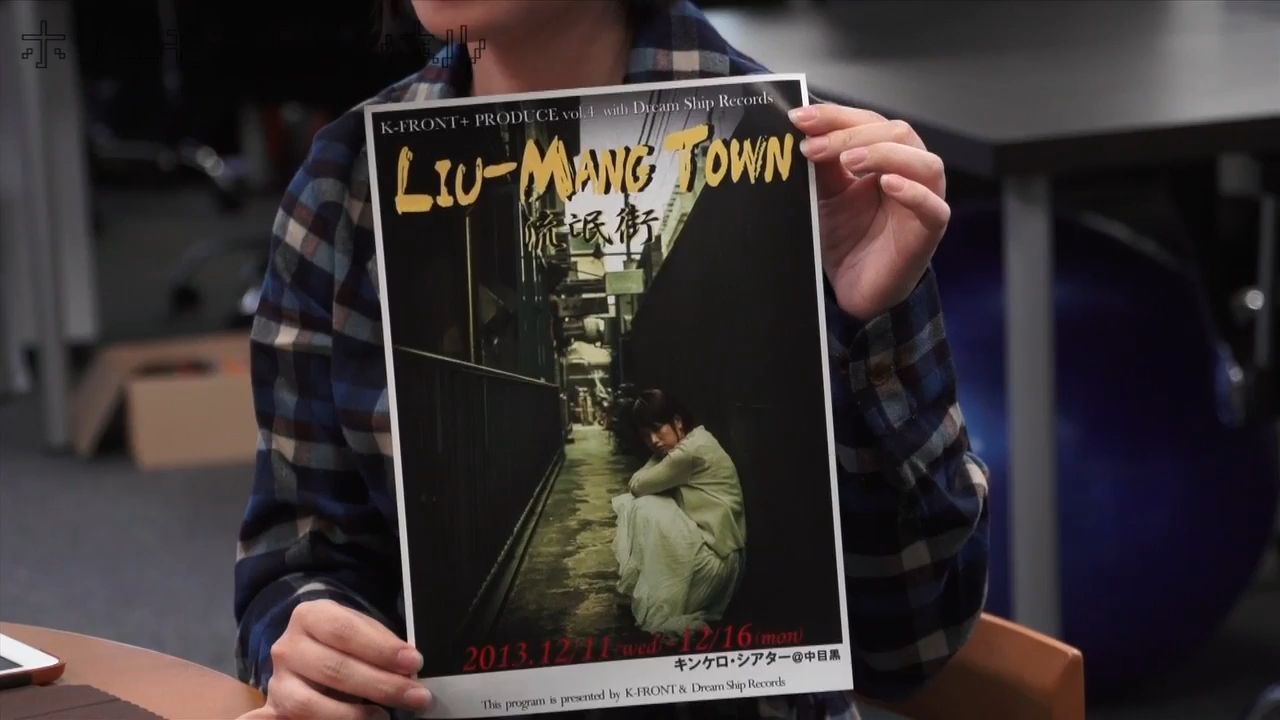 K-FRONT+ PRODUCE vol.4 with Dream Ship Records
LIU-MANG TOWN
流氓街
2013.12/11(wed)~12/16(mon)
キンケロ・シアター@中目黒
This program is presented by K-FRONT & Dream Ship Records